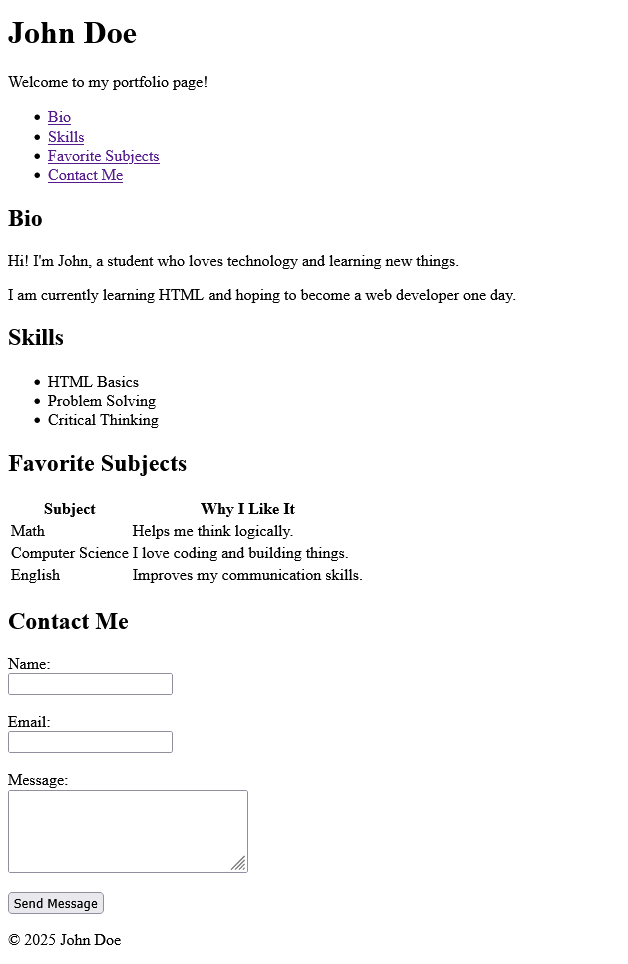 John Doe
Welcome to my portfolio page!
Bio
Skills
Favorite Subjects
Contact Me
Bio
Hi! I'm John, a student who loves technology and learning new things.
I am currently learning HTML and hoping to become a web developer one day.
Skills
HTML Basics
Problem Solving
Critical Thinking
Favorite Subjects
Subject Why I Like It
Math Helps me think logically.
Computer Science I love coding and building things.
English Improves my communication skills.
Contact Me
Name:
Email:
Message:
Send Message
© 2025 John Doe